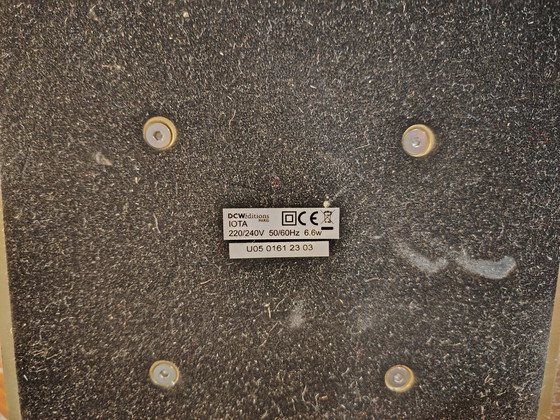 DCWéditions
PARIS
IOTA
220/240V 50/60Hz 6.6w
U05 0161 23 03